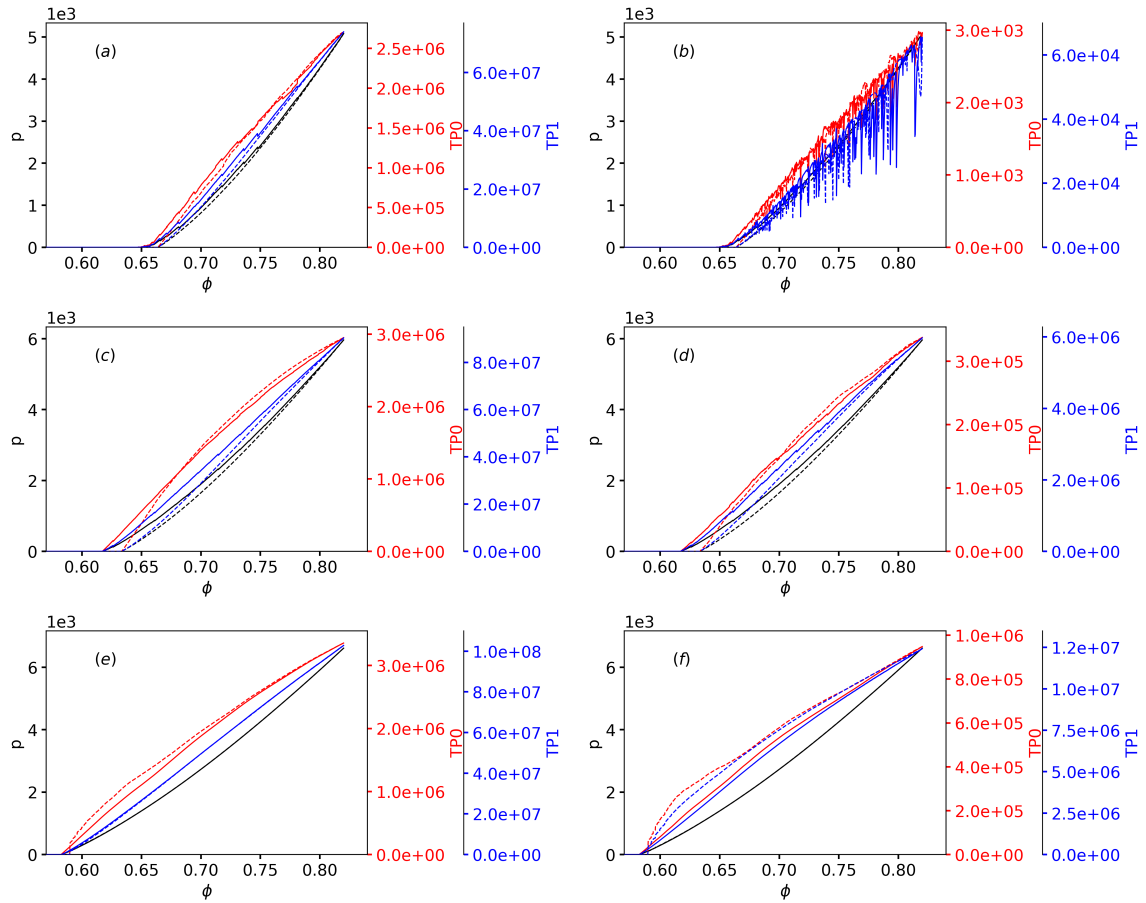 1e3
(a)
p
5
4
3
2
1
0
0.60 0.65 0.70 0.75 0.80
ϕ
2.5e+06
2.0e+06
1.5e+06
1.0e+06
5.0e+05
0.0e+00
TP0
6.0e+07
4.0e+07
2.0e+07
0.0e+00
TP1
1e3
(b)
p
5
4
3
2
1
0
0.60 0.65 0.70 0.75 0.80
ϕ
3.0e+03
2.0e+03
1.0e+03
0.0e+00
TP0
6.0e+04
4.0e+04
2.0e+04
0.0e+00
TP1
1e3
(c)
p
6
4
2
0
0.60 0.65 0.70 0.75 0.80
ϕ
3.0e+06
2.0e+06
1.0e+06
0.0e+00
TP0
8.0e+07
6.0e+07
4.0e+07
2.0e+07
0.0e+00
TP1
1e3
(d)
p
6
4
2
0
0.60 0.65 0.70 0.75 0.80
ϕ
3.0e+05
2.0e+05
1.0e+05
0.0e+00
TP0
6.0e+06
4.0e+06
2.0e+06
0.0e+00
TP1
1e3
(e)
p
6
4
2
0
0.60 0.65 0.70 0.75 0.80
ϕ
3.0e+06
2.0e+06
1.0e+06
0.0e+00
TP0
1.0e+08
8.0e+07
6.0e+07
4.0e+07
2.0e+07
0.0e+00
TP1
1e3
(f)
p
6
4
2
0
0.60 0.65 0.70 0.75 0.80
ϕ
1.0e+06
8.0e+05
6.0e+05
4.0e+05
2.0e+05
0.0e+00
TP0
1.2e+07
1.0e+07
7.5e+06
5.0e+06
2.5e+06
0.0e+00
TP1